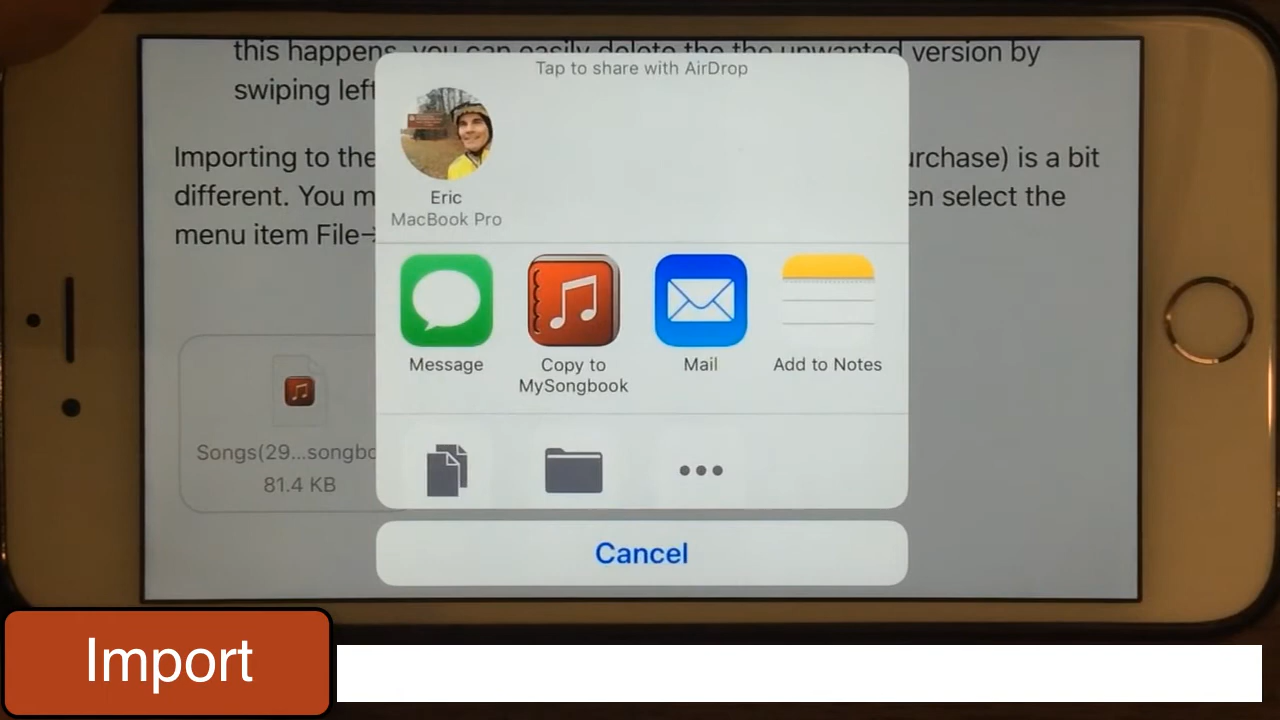 this happens, you can easily delete the the unwanted version by
swiping left
Importing to the
urchase) is a bit
different. You m
en select the
menu item File→
Tap to share with AirDrop
Eric
MacBook Pro
Message
Copy to
MySongbook
Mail
Add to Notes
Songs(29...songbo
81.4 KB
Cancel
Import